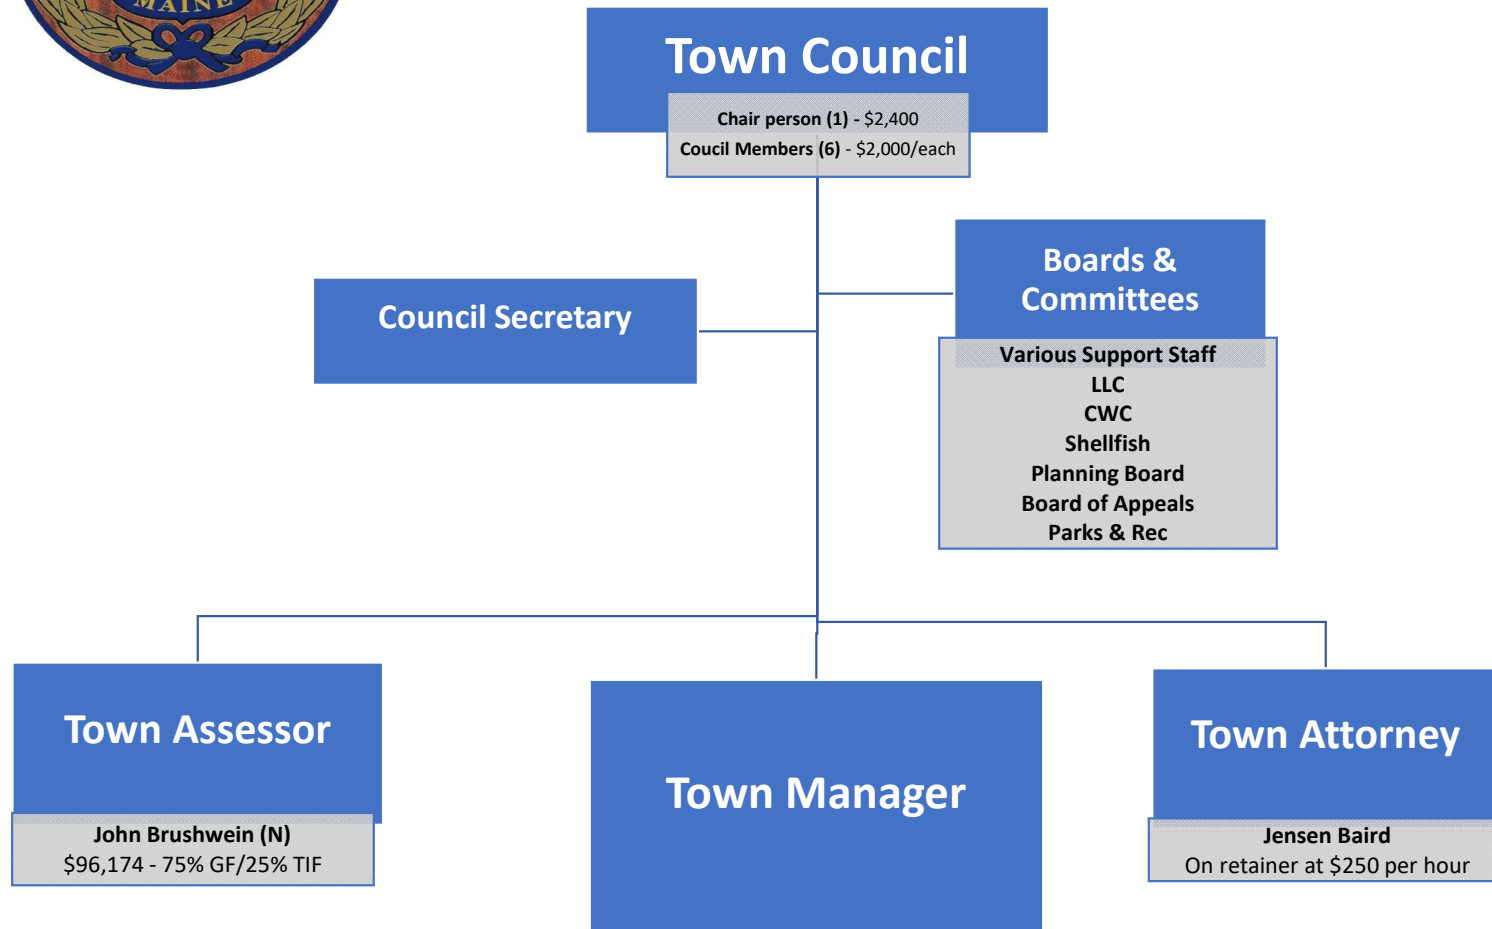 MAINE
Town Council
Chair person (1) - $2,400
Coucil Members (6) - $2,000/each
Boards &
Committees
Various Support Staff
LLC
CWC
Shellfish
Planning Board
Board of Appeals
Parks & Rec
Council Secretary
Town Assessor
John Brushwein (N)
$96,174 - 75% GF/25% TIF
Town Manager
Town Attorney
Jensen Baird
On retainer at $250 per hour